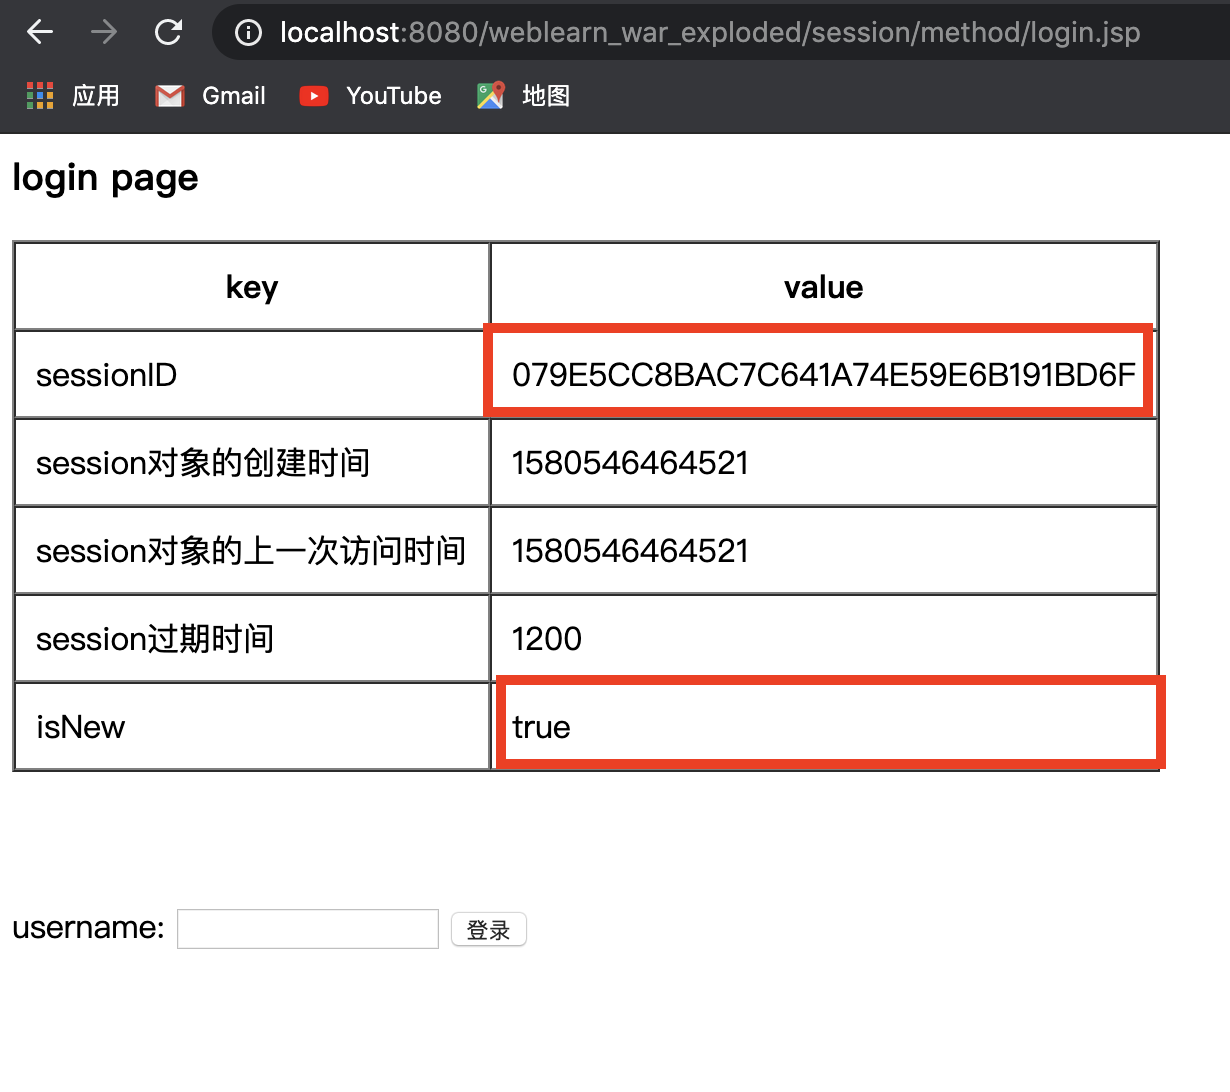 localhost:8080/weblearn_war_exploded/session/method/login.jsp
应用 Gmail YouTube 地图
login page
key value
sessionID 079E5CC8BAC7C641A74E59E6B191BD6F
session对象的创建时间 1580546464521
session对象的上一次访问时间 1580546464521
session过期时间 1200
isNew true
username: 登录